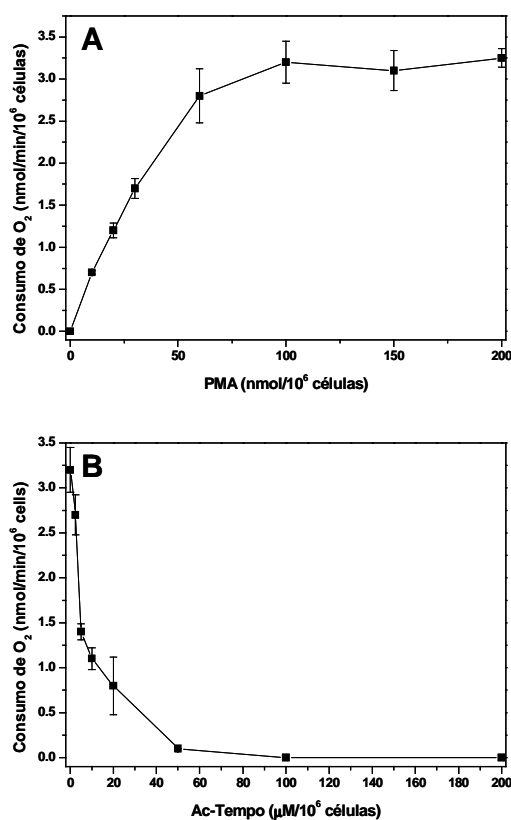 A
Consumo de O₂ (nmol/min/10⁶ células)
3.5
3.0
2.5
2.0
1.5
1.0
0.5
0.0
0 50 100 150 200
PMA (nmol/10⁶ células)
B
Consumo de O₂ (nmol/min/10⁶ cells)
3.5
3.0
2.5
2.0
1.5
1.0
0.5
0.0
0 20 40 60 80 100 120 140 160 180 200
Ac-Tempo (µM/10⁶ células)